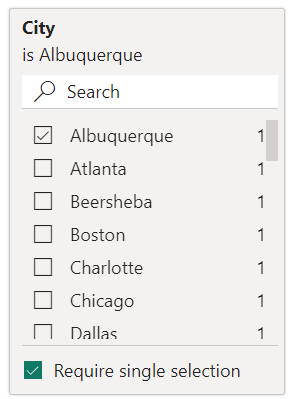 City
is Albuquerque
Search
Albuquerque 1
Atlanta 1
Beersheba 1
Boston 1
Charlotte 1
Chicago 1
Dallas 1
Require single selection